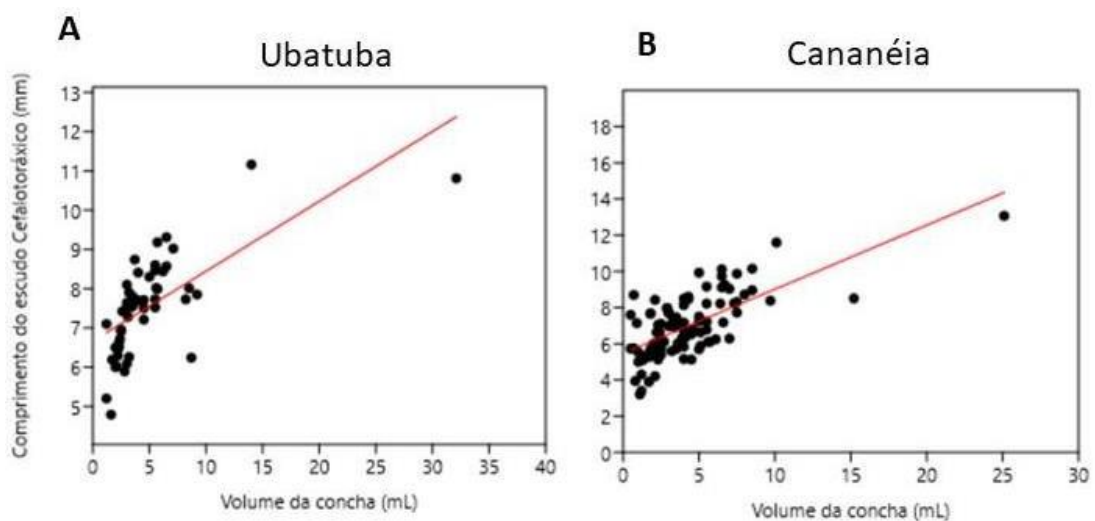 A
Ubatuba
Comprimento do escudo Cefalotoráxico (mm)
13
12
11
10
9
8
7
6
5
0 5 10 15 20 25 30 35 40
Volume da concha (mL)
B
Cananéia
18
16
14
12
10
8
6
4
2
0
0 5 10 15 20 25 30
Volume da concha (mL)